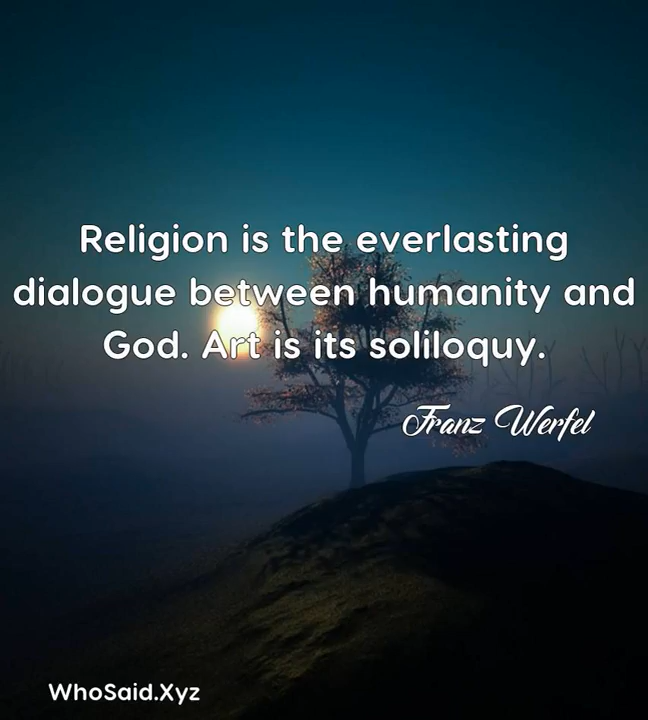 Religion is the everlasting
dialogue between humanity and
God. Art is its soliloquy.
Franz Werfel
WhoSaid.Xyz